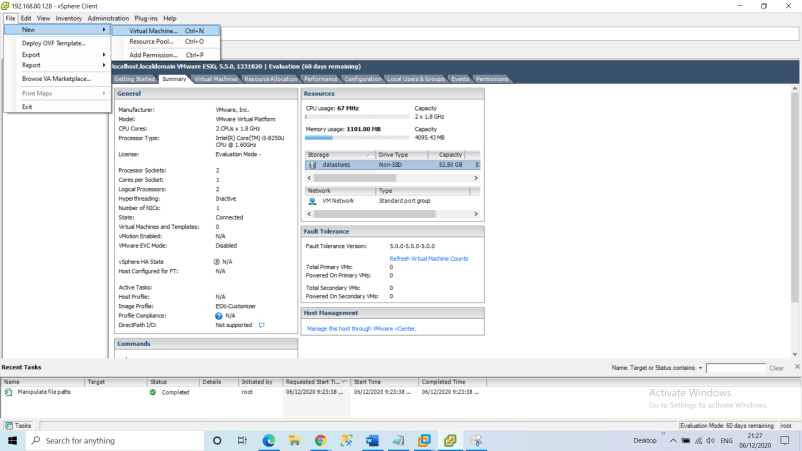 192.168.80.128 - vSphere Client
File Edit View Inventory Administration Plug-ins Help
New
Virtual Machine... Ctrl+N
Resource Pool... Ctrl+O
Add Permission... Ctrl+P
Deploy OVF Template...
Export
Report
Browse VA Marketplace...
Print Maps
Exit
localhost.localdomain VMware ESXi, 5.5.0, 1331820 | Evaluation (60 days remaining)
Getting Started Summary Virtual Machines Resource Allocation Performance Configuration Local Users & Groups Events Permissions
General
Manufacturer: VMware, Inc.
Model: VMware Virtual Platform
CPU Cores: 2 CPUs x 1.8 GHz
Processor Type: Intel(R) Core(TM) i5-8250U
CPU @ 1.60GHz
License: Evaluation Mode -
Processor Sockets: 2
Cores per Socket: 1
Logical Processors: 2
Hyperthreading: Inactive
Number of NICs: 1
State: Connected
Virtual Machines and Templates: 0
vMotion Enabled: N/A
VMware EVC Mode: Disabled
vSphere HA State N/A
Host Configured for FT: N/A
Active Tasks:
Host Profile: N/A
Image Profile: ESXi-Customizer
Profile Compliance: N/A
DirectPath I/O: Not supported
Commands
Resources
CPU usage: 67 MHz Capacity
2 x 1.8 GHz
Memory usage: 1101.00 MB Capacity
4095.43 MB
Storage Drive Type Capacity
datastore1 Non-SSD 52.50 GB 5
Network Type
VM Network Standard port group
Fault Tolerance
Fault Tolerance Version: 5.0.0-5.0.0-5.0.0
Refresh Virtual Machine Counts
Total Primary VMs: 0
Powered On Primary VMs: 0
Total Secondary VMs: 0
Powered On Secondary VMs: 0
Host Management
Manage this host through VMware vCenter.
Recent Tasks
Name, Target or Status contains: Clear
Name Target Status Details Initiated by Requested Start Ti... Start Time Completed Time
Manipulate file paths Completed root 06/12/2020 9:23:38 ... 06/12/2020 9:23:38 ... 06/12/2020 9:23:38 ...
Activate Windows
Go to Settings to activate Windows.
Tasks
Evaluation Mode: 60 days remaining root
Search for anything
Desktop
ENG
21:27
06/12/2020